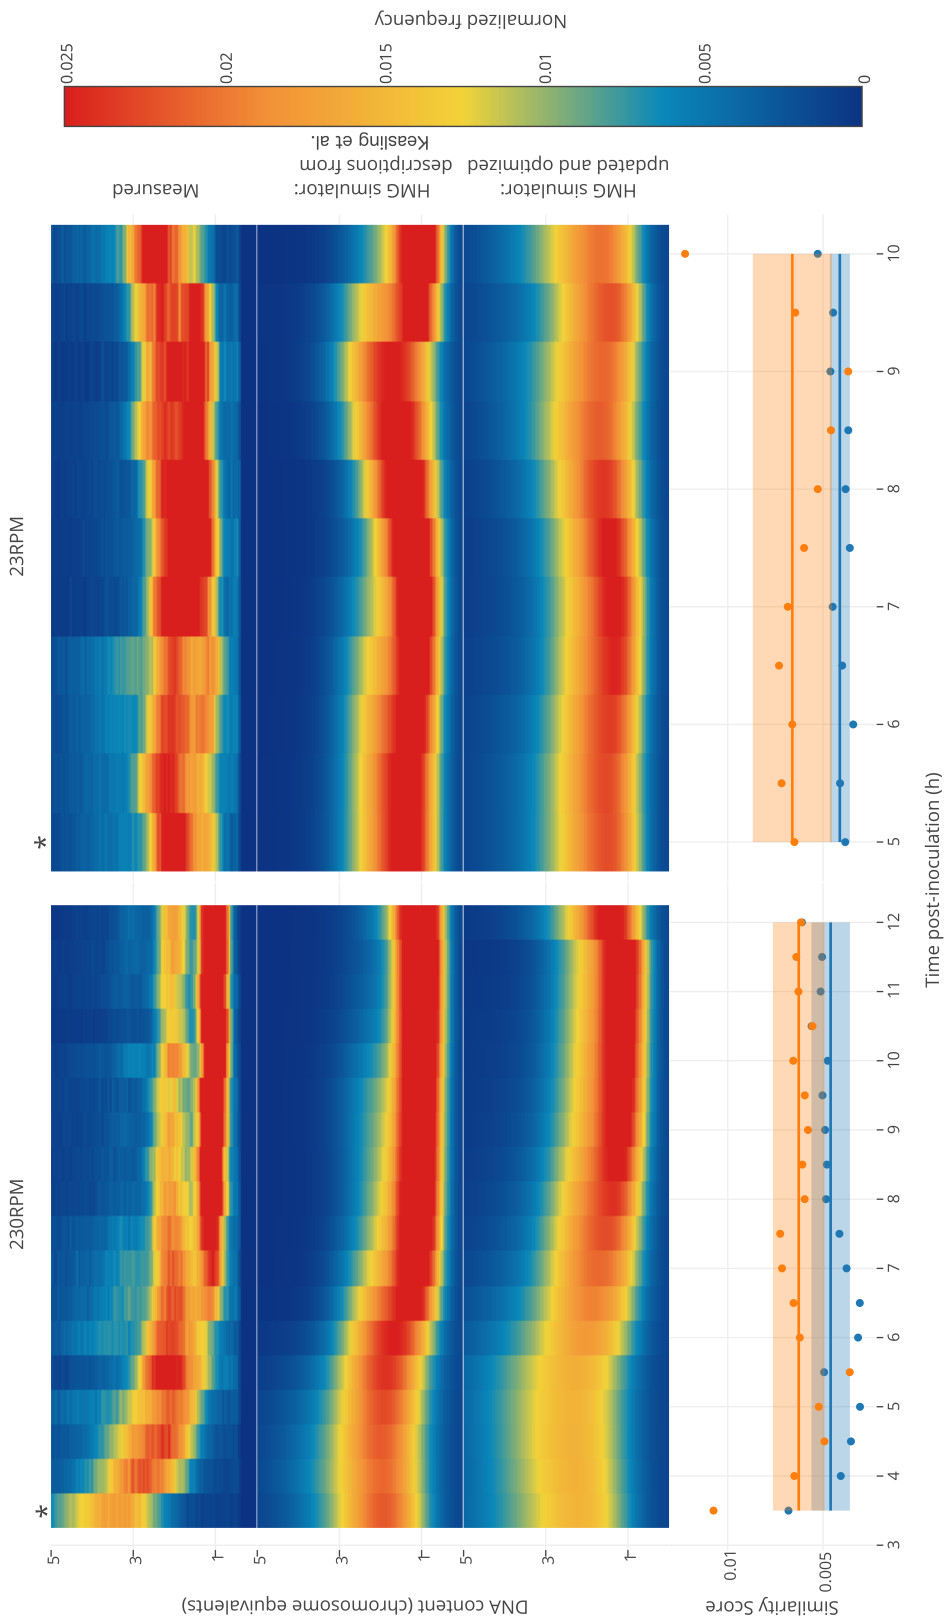 230RPM
23RPM
*
*
DNA content (chromosome equivalents)
5
3
1
5
3
1
5
3
1
Measured
HMG simulator:
descriptions from
Keasling et al.
HMG simulator:
updated and optimized
0.025
0.02
0.015
0.01
0.005
0
Normalized frequency
Similarity Score
0.01
0.005
3
4
5
6
7
8
9
10
11
12
5
6
7
8
9
10
Time post-inoculation (h)